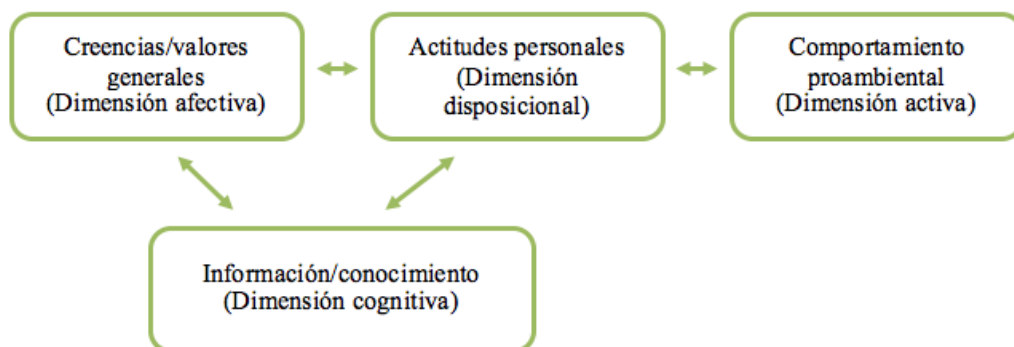 Creencias/valores
generales
(Dimensión afectiva)
Actitudes personales
(Dimensión
disposicional)
Comportamiento
proambiental
(Dimensión activa)
Información/conocimiento
(Dimensión cognitiva)